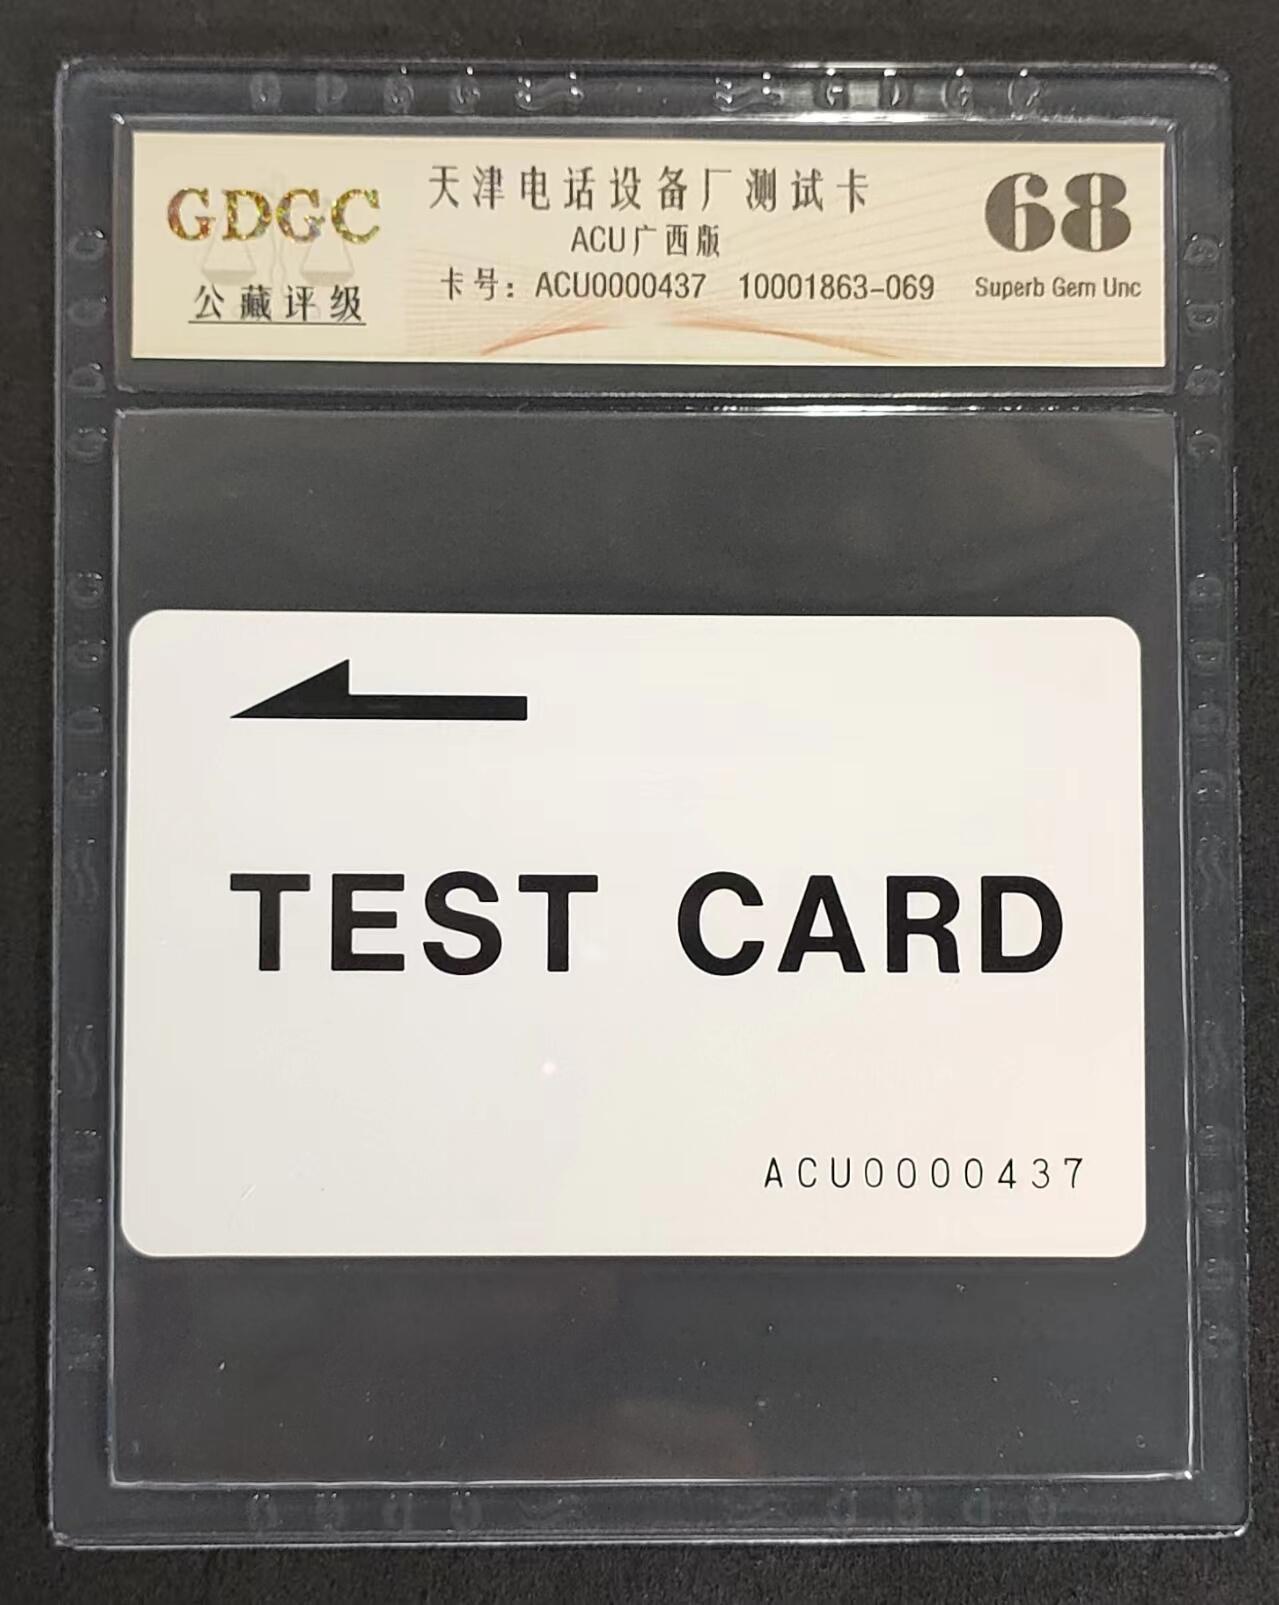 GDGC
公藏评级
天津电话设备厂测试卡
ACU广西版
卡号：ACU0000437 10001863-069
68
Superb Gem Unc
TEST CARD
ACU0000437